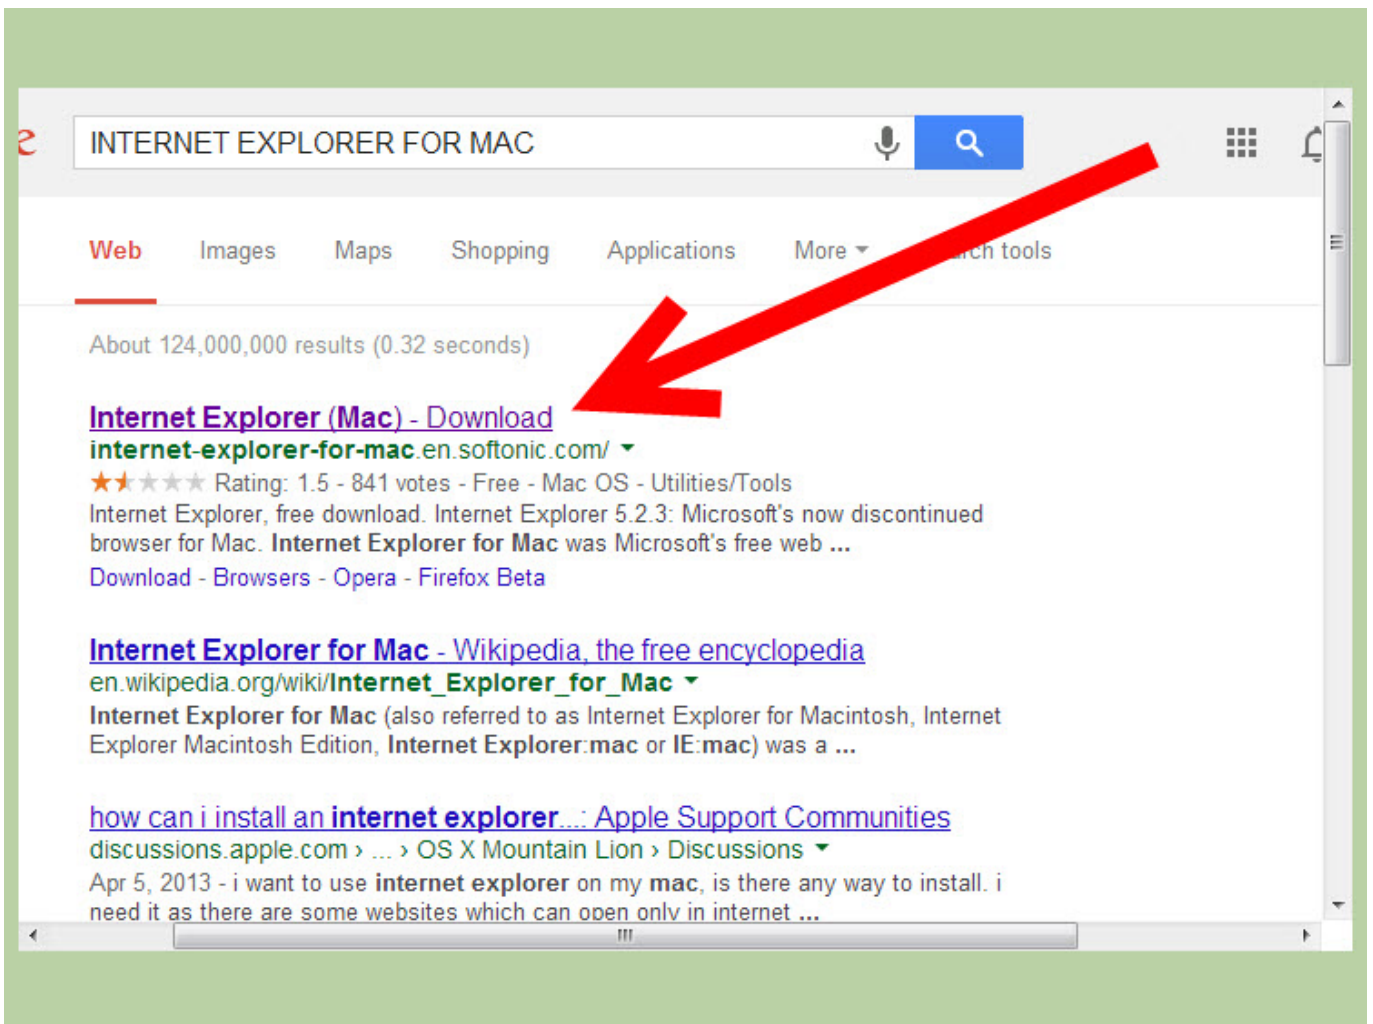 e
INTERNET EXPLORER FOR MAC
Web Images Maps Shopping Applications More tools
About 124,000,000 results (0.32 seconds)
Internet Explorer (Mac) - Download
internet-explorer-for-mac.en.softonic.com/
Rating: 1.5 - 841 votes - Free - Mac OS - Utilities/Tools
Internet Explorer, free download. Internet Explorer 5.2.3: Microsoft's now discontinued
browser for Mac. Internet Explorer for Mac was Microsoft's free web ...
Download - Browsers - Opera - Firefox Beta
Internet Explorer for Mac - Wikipedia, the free encyclopedia
en.wikipedia.org/wiki/Internet_Explorer_for_Mac
Internet Explorer for Mac (also referred to as Internet Explorer for Macintosh, Internet
Explorer Macintosh Edition, Internet Explorer:mac or IE:mac) was a ...
how can i install an internet explorer...: Apple Support Communities
discussions.apple.com › ... › OS X Mountain Lion › Discussions
Apr 5, 2013 - i want to use internet explorer on my mac, is there any way to install. i
need it as there are some websites which can open only in internet ...